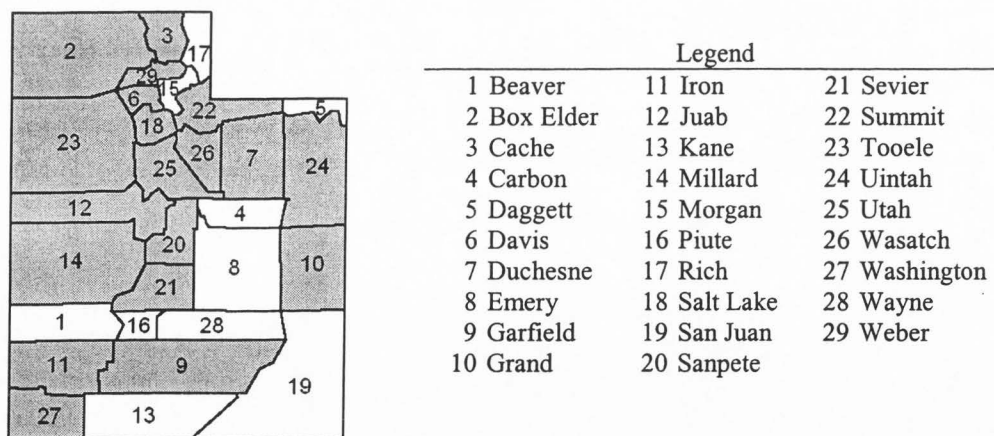 2
3
17
29
15
6
5
22
18
23
26
7
24
25
12
4
20
14
8
10
21
1
16
28
11
9
19
27
13
Legend
1 Beaver 11 Iron 21 Sevier
2 Box Elder 12 Juab 22 Summit
3 Cache 13 Kane 23 Tooele
4 Carbon 14 Millard 24 Uintah
5 Daggett 15 Morgan 25 Utah
6 Davis 16 Piute 26 Wasatch
7 Duchesne 17 Rich 27 Washington
8 Emery 18 Salt Lake 28 Wayne
9 Garfield 19 San Juan 29 Weber
10 Grand 20 Sanpete